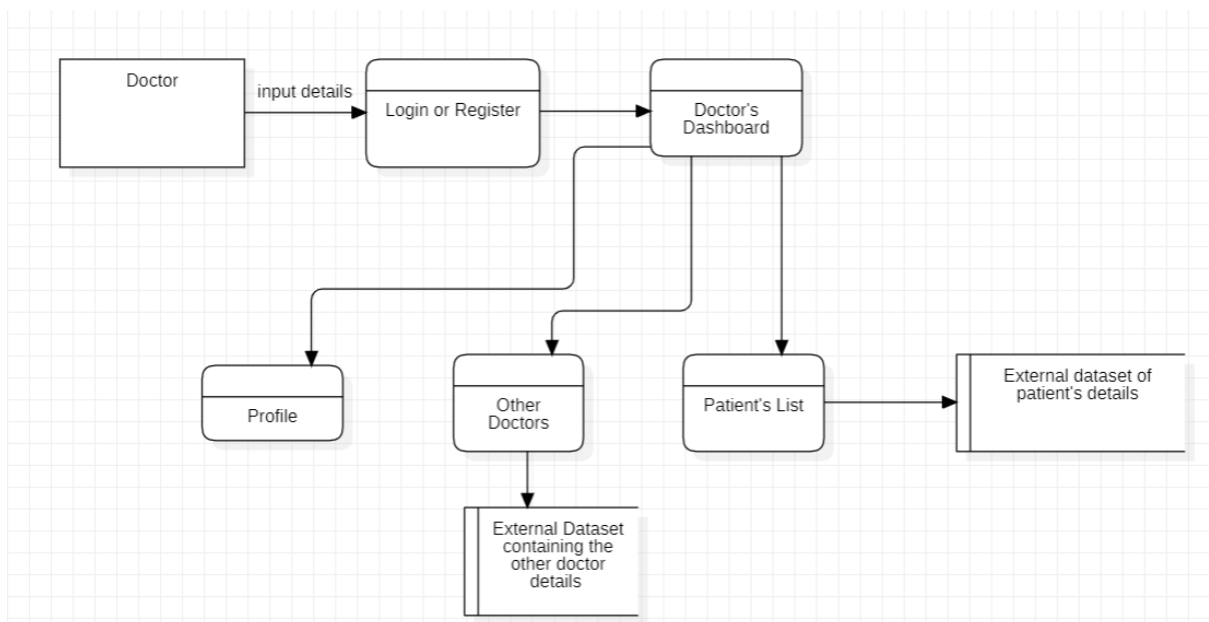 Doctor
input details
Login or Register
Doctor's
Dashboard
Profile
Other
Doctors
Patient's List
External dataset of
patient's details
External Dataset
containing the
other doctor
details